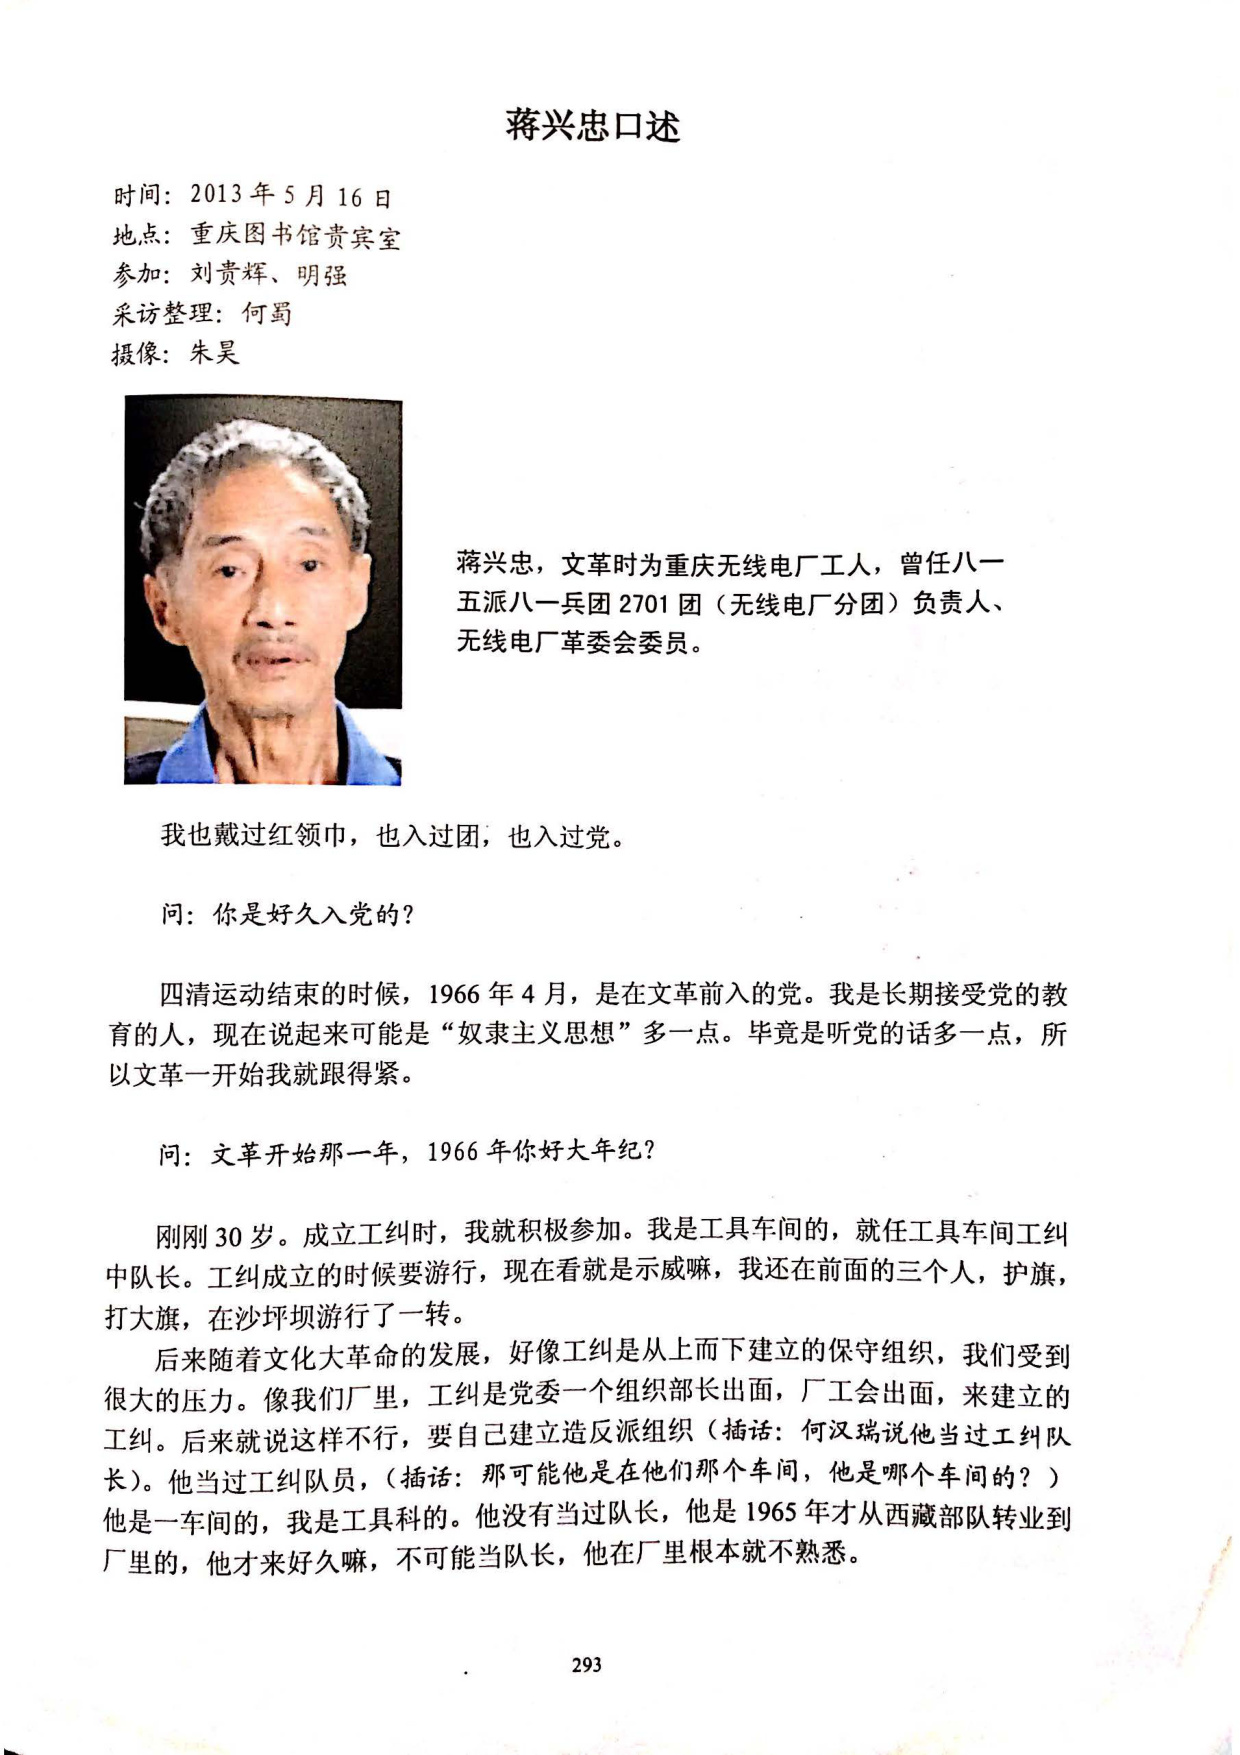 蒋兴忠口述
时间：2013 年 5 月 16 日
地点：重庆图书馆贵宾室
参加：刘贵辉、明强
采访整理：何蜀
摄像：朱昊
蒋兴忠，文革时为重庆无线电厂工人，曾任八一
五派八一兵团 2701 团（无线电厂分团）负责人、
无线电厂革委会委员。
我也戴过红领巾，也入过团，也入过党。
问：你是好久入党的？
四清运动结束的时候，1966 年 4 月，是在文革前入的党。我是长期接受党的教
育的人，现在说起来可能是“奴隶主义思想”多一点。毕竟是听党的话多一点，所
以文革一开始我就跟得紧。
问：文革开始那一年，1966 年你好大年纪？
刚刚 30 岁。成立工纠时，我就积极参加。我是工具车间的，就任工具车间工纠
中队长。工纠成立的时候要游行，现在看就是示威嘛，我还在前面的三个人，护旗，
打大旗，在沙坪坝游行了一转。
后来随着文化大革命的发展，好像工纠是从上而下建立的保守组织，我们受到
很大的压力。像我们厂里，工纠是党委一个组织部长出面，厂工会出面，来建立的
工纠。后来就说这样不行，要自己建立造反派组织（插话：何汉瑞说他当过工纠队
长）。他当过工纠队员，（插话：那可能他是在他们那个车间，他是哪个车间的？）
他是一车间的，我是工具科的。他没有当过队长，他是 1965 年才从西藏部队转业到
厂里的，他才来好久嘛，不可能当队长，他在厂里根本就不熟悉。
293